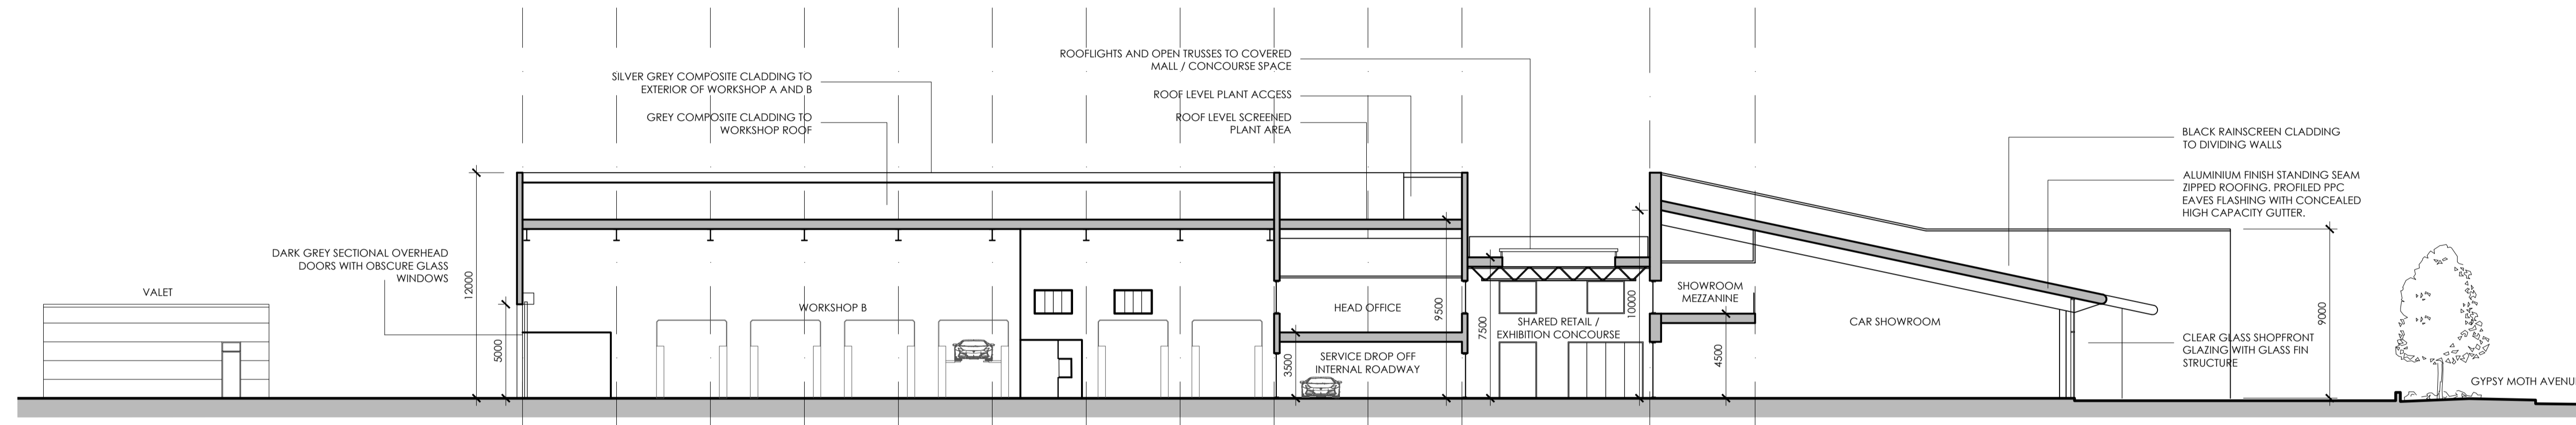 ROOFLIGHTS AND OPEN TRUSSES TO COVERED
MALL / CONCOURSE SPACE
SILVER GREY COMPOSITE CLADDING TO
EXTERIOR OF WORKSHOP A AND B
ROOF LEVEL PLANT ACCESS
GREY COMPOSITE CLADDING TO
WORKSHOP ROOF
ROOF LEVEL SCREENED
PLANT AREA
BLACK RAINSCREEN CLADDING
TO DIVIDING WALLS
ALUMINIUM FINISH STANDING SEAM
ZIPPED ROOFING. PROFILED PPC
EAVES FLASHING WITH CONCEALED
HIGH CAPACITY GUTTER.
DARK GREY SECTIONAL OVERHEAD
DOORS WITH OBSCURE GLASS
WINDOWS
12000
VALET
5000
WORKSHOP B
HEAD OFFICE
9500
7500
3500
SERVICE DROP OFF
INTERNAL ROADWAY
SHARED RETAIL /
EXHIBITION CONCOURSE
10000
SHOWROOM
MEZZANINE
4500
CAR SHOWROOM
9000
CLEAR GLASS SHOPFRONT
GLAZING WITH GLASS FIN
STRUCTURE
GYPSY MOTH AVENU